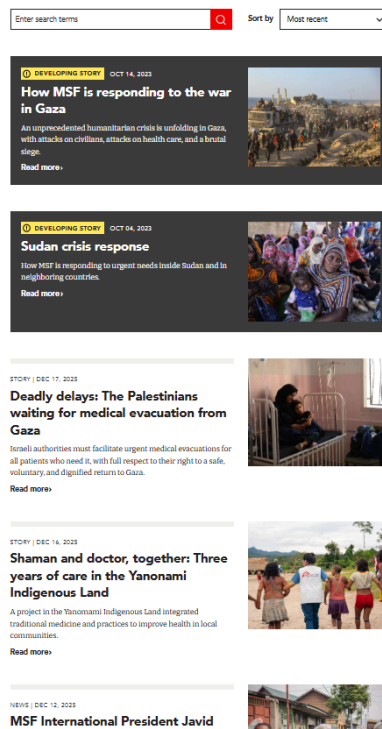 Enter search terms
Sort by
Most recent
DEVELOPING STORY
OCT 14, 2023
How MSF is responding to the war
in Gaza
An unprecedented humanitarian crisis is unfolding in Gaza,
with attacks on civilians, attacks on health care, and a brutal
siege.
Read more›
DEVELOPING STORY
OCT 04, 2023
Sudan crisis response
How MSF is responding to urgent needs inside Sudan and in
neighboring countries.
Read more›
STORY | DEC 17, 2025
Deadly delays: The Palestinians
waiting for medical evacuation from
Gaza
Israeli authorities must facilitate urgent medical evacuations for
all patients who need it, with full respect to their right to a safe,
voluntary, and dignified return to Gaza.
Read more›
STORY | DEC 16, 2025
Shaman and doctor, together: Three
years of care in the Yanonami
Indigenous Land
A project in the Yanomami Indigenous Land integrated
traditional medicine and practices to improve health in local
communities.
Read more›
NEWS | DEC 12, 2025
MSF International President Javid